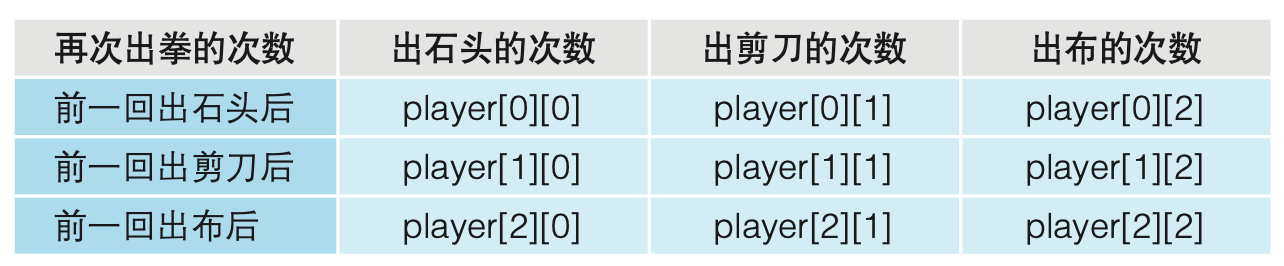 再次出拳的次数 出石头的次数 出剪刀的次数 出布的次数
前一回出石头后 player[0][0] player[0][1] player[0][2]
前一回出剪刀后 player[1][0] player[1][1] player[1][2]
前一回出布后 player[2][0] player[2][1] player[2][2]